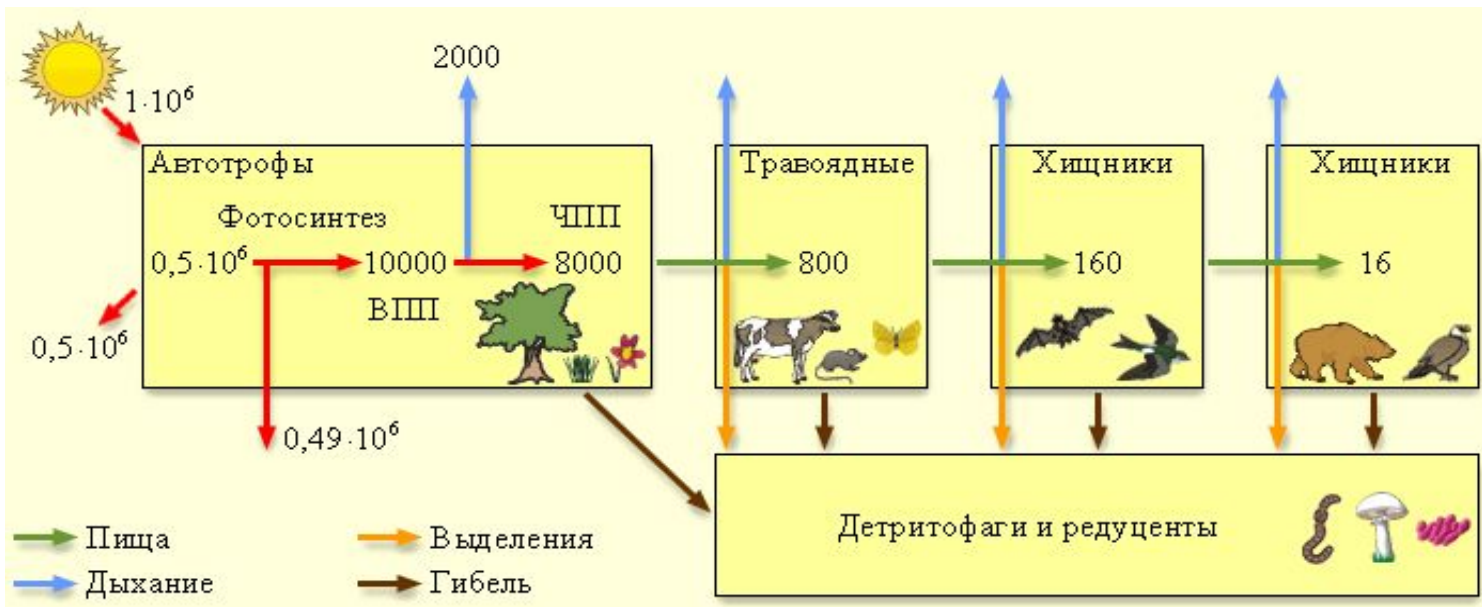 2000
1·10⁶
Автотрофы
Травоядные
Хищники
Хищники
Фотосинтез
ЧПП
0,5·10⁶
10000
8000
800
160
16
ВПП
0,5·10⁶
0,49·10⁶
Детритофаги и редуценты
Пища
Выделения
Дыхание
Гибель